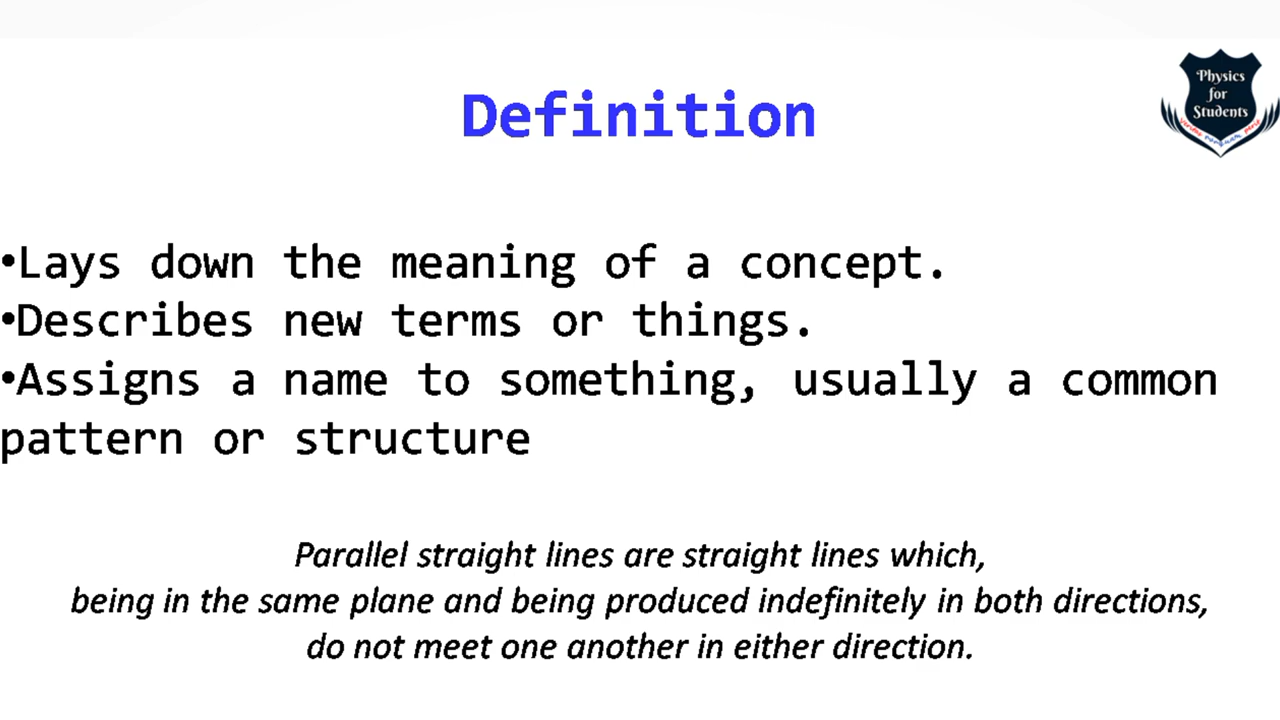 Physics
for
Students
Definition
•Lays down the meaning of a concept.
•Describes new terms or things.
•Assigns a name to something, usually a common
pattern or structure
Parallel straight lines are straight lines which,
being in the same plane and being produced indefinitely in both directions,
do not meet one another in either direction.